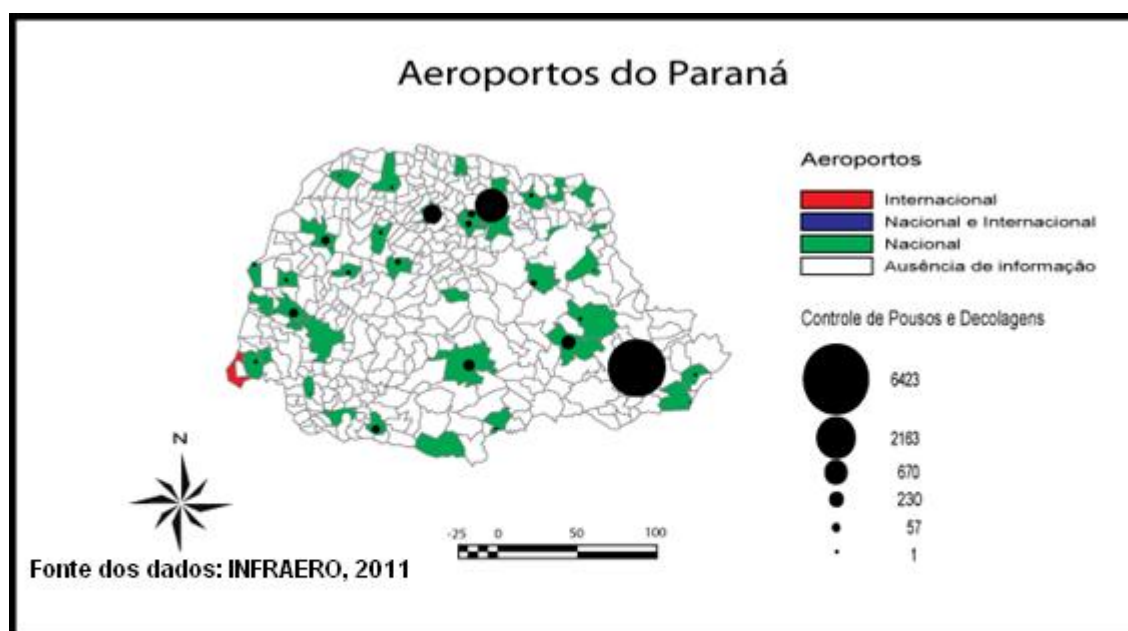 Aeroportos do Paraná
Aeroportos
Internacional
Nacional e Internacional
Nacional
Ausência de informação
Controle de Pousos e Decolagens
6423
2163
670
230
57
1
N
-25 0 50 100
Fonte dos dados: INFRAERO, 2011